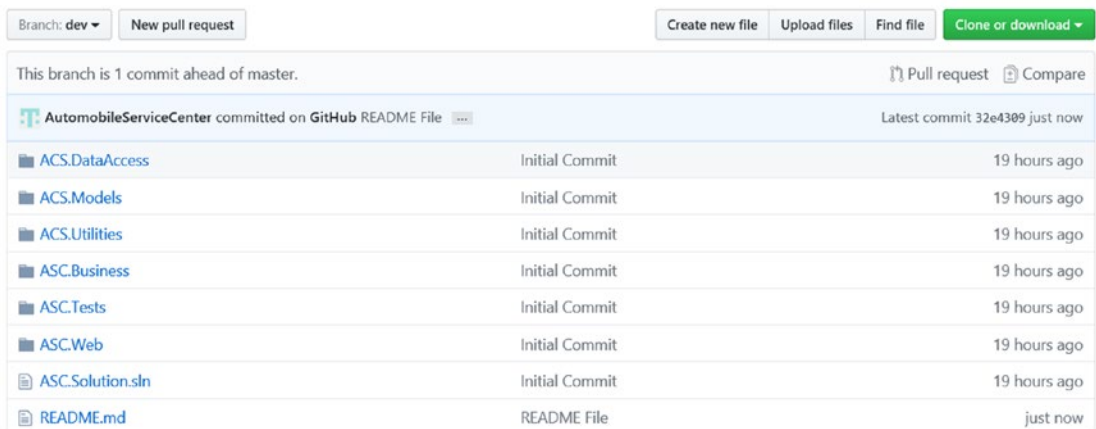 Branch: dev New pull request Create new file Upload files Find file Clone or download
This branch is 1 commit ahead of master. Pull request Compare
AutomobileServiceCenter committed on GitHub README File ... Latest commit 32e4309 just now
ACS.DataAccess Initial Commit 19 hours ago
ACS.Models Initial Commit 19 hours ago
ACS.Utilities Initial Commit 19 hours ago
ASC.Business Initial Commit 19 hours ago
ASC.Tests Initial Commit 19 hours ago
ASC.Web Initial Commit 19 hours ago
ASC.Solution.sln Initial Commit 19 hours ago
README.md README File just now